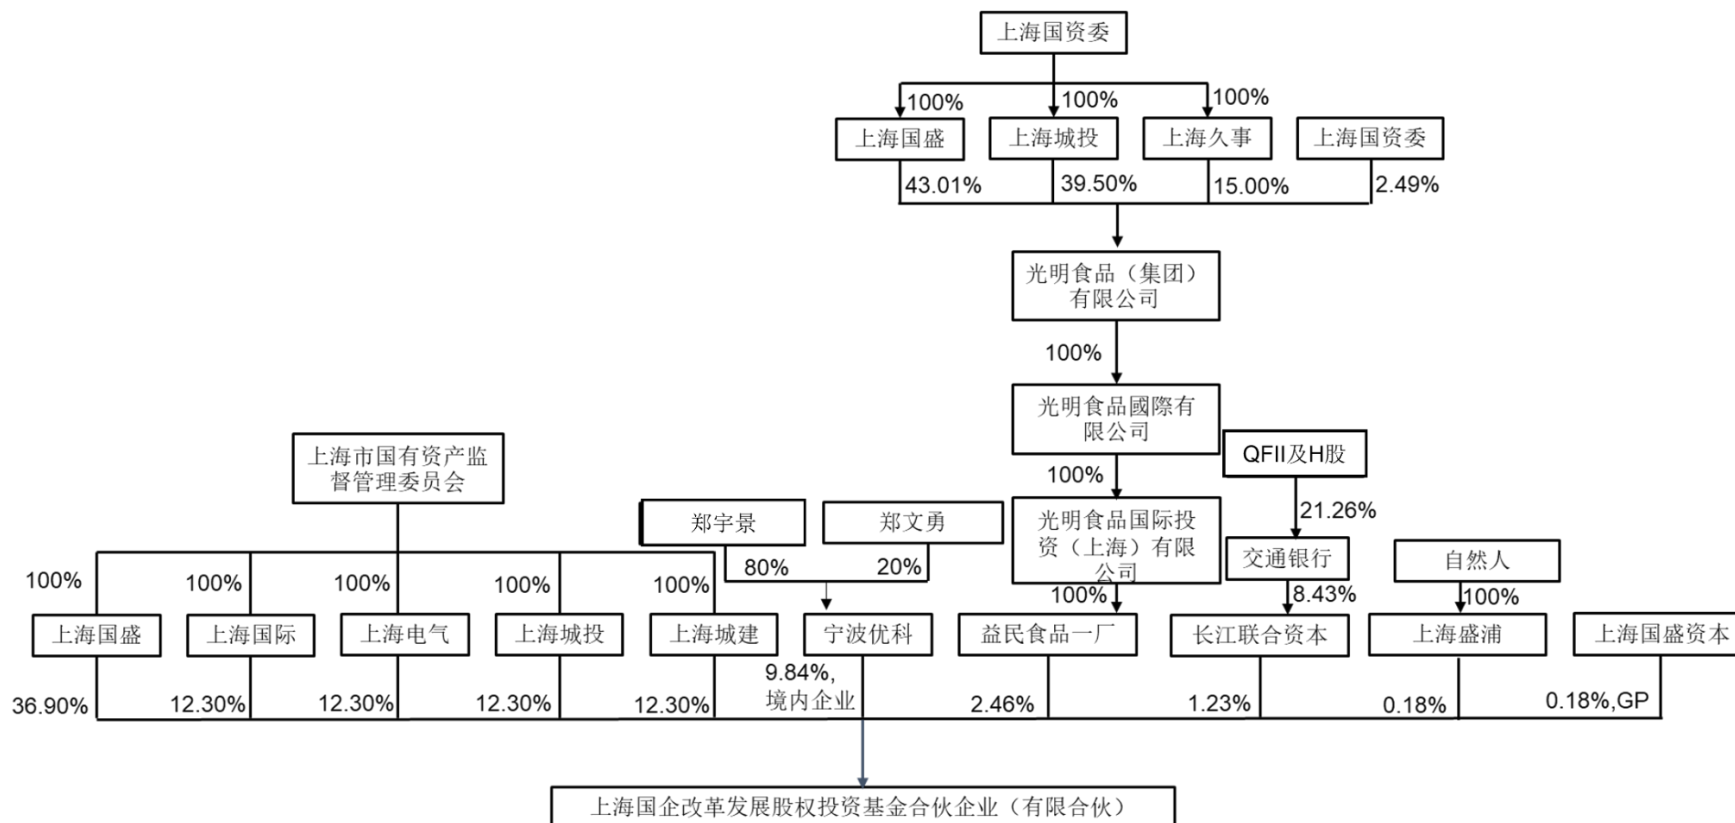 上海国资委
100%
100%
100%
上海国盛
上海城投
上海久事
上海国资委
43.01%
39.50%
15.00%
2.49%
光明食品（集团）
有限公司
100%
光明食品國際有
限公司
100%
QFII及H股
21.26%
上海市国有资产监
督管理委员会
郑宇景
郑文勇
光明食品国际投
资（上海）有限
公司
交通银行
自然人
80%
20%
100%
100%
100%
100%
100%
100%
8.43%
100%
上海国盛
上海国际
上海电气
上海城投
上海城建
宁波优科
益民食品一厂
长江联合资本
上海盛浦
上海国盛资本
36.90%
12.30%
12.30%
12.30%
12.30%
9.84%,
境内企业
2.46%
1.23%
0.18%
0.18%,GP
上海国企改革发展股权投资基金合伙企业（有限合伙）